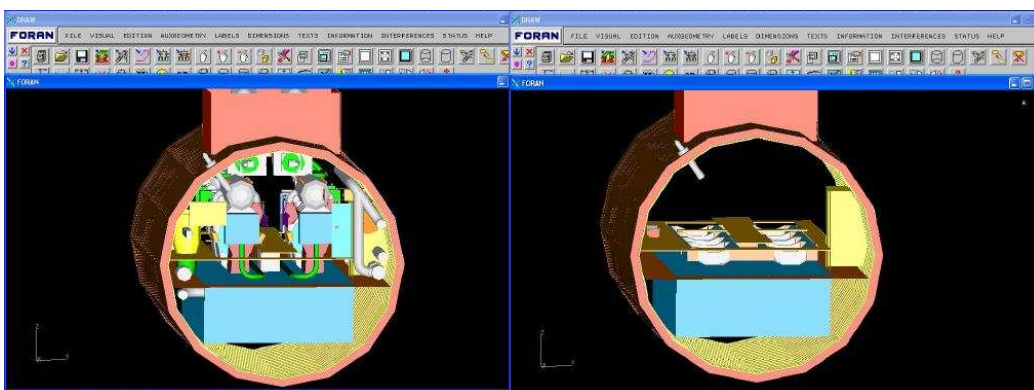 DRAW
FORAN FILE VISUAL EDITION AUXGEOMETRY LABELS DIMENSIONS TEXTS INFORMATION INTERFERENCES STATUS HELP
FORAN
Z
Y
DRAW
FORAN FILE VISUAL EDITION AUXGEOMETRY LABELS DIMENSIONS TEXTS INFORMATION INTERFERENCES STATUS HELP
FORAN
Z
Y